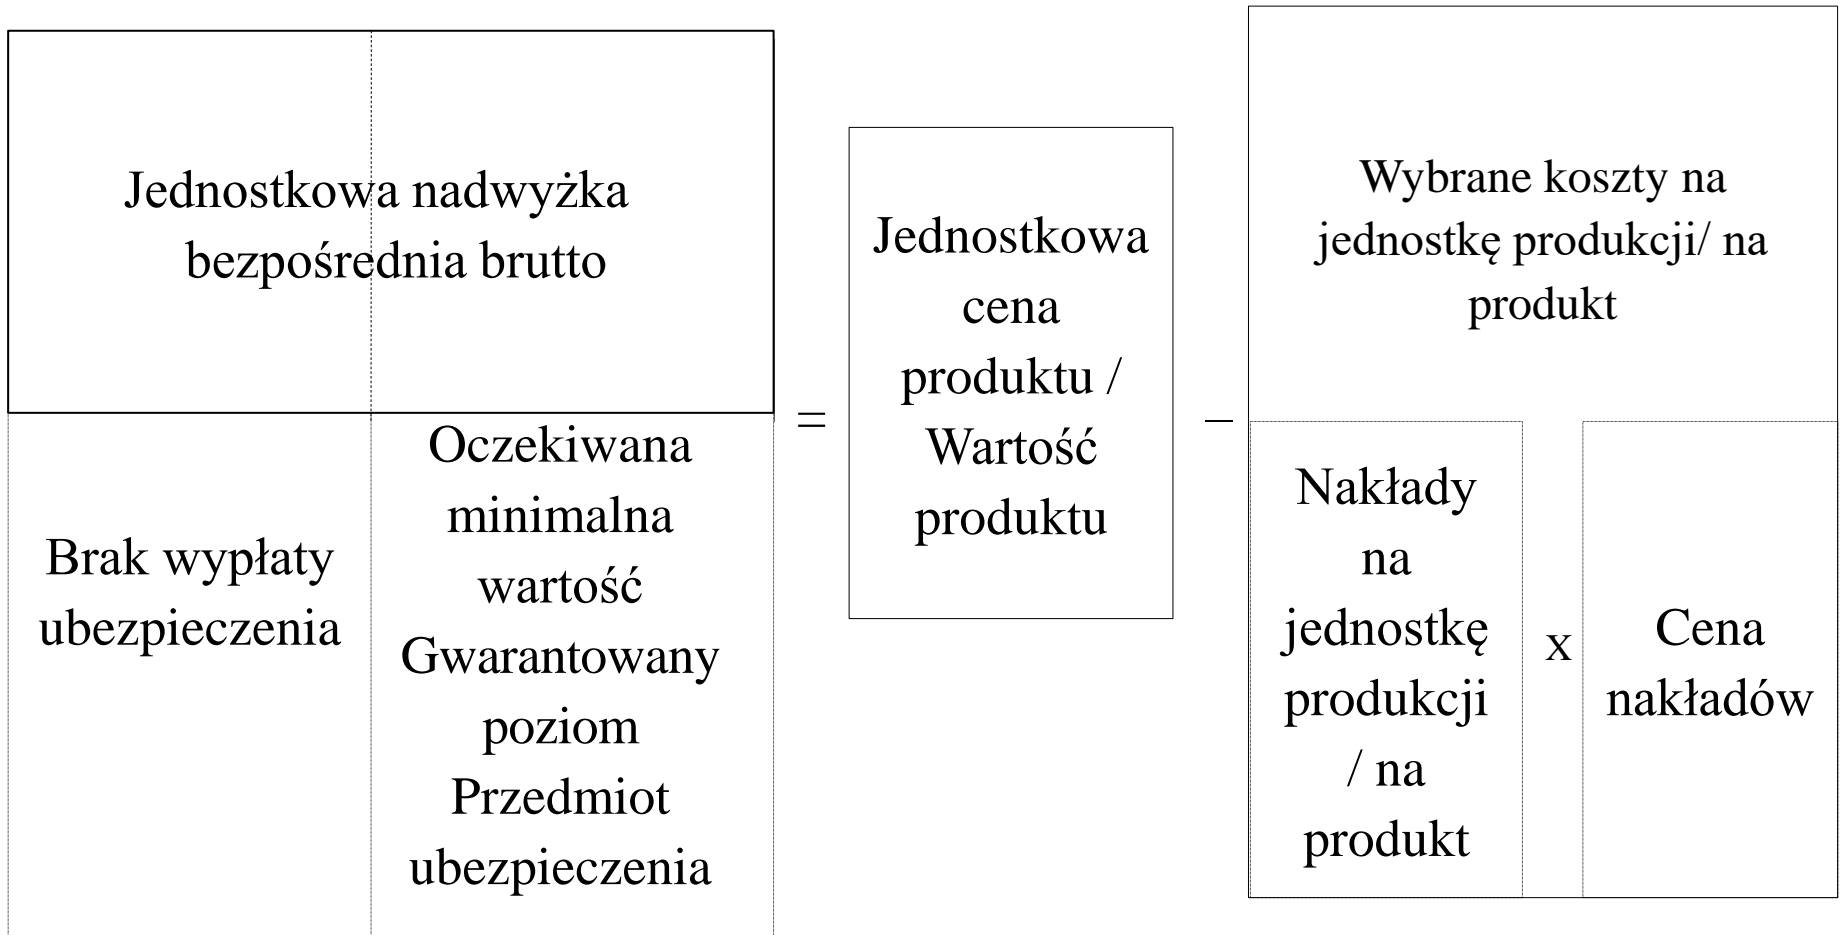 Jednostkowa nadwyżka
bezpośrednia brutto
Brak wypłaty
ubezpieczenia
Oczekiwana
minimalna
wartość
Gwarantowany
poziom
Przedmiot
ubezpieczenia
=
Jednostkowa
cena
produktu /
Wartość
produktu
–
Wybrane koszty na
jednostkę produkcji/ na
produkt
Nakłady
na
jednostkę
produkcji
/ na
produkt
x
Cena
nakładów